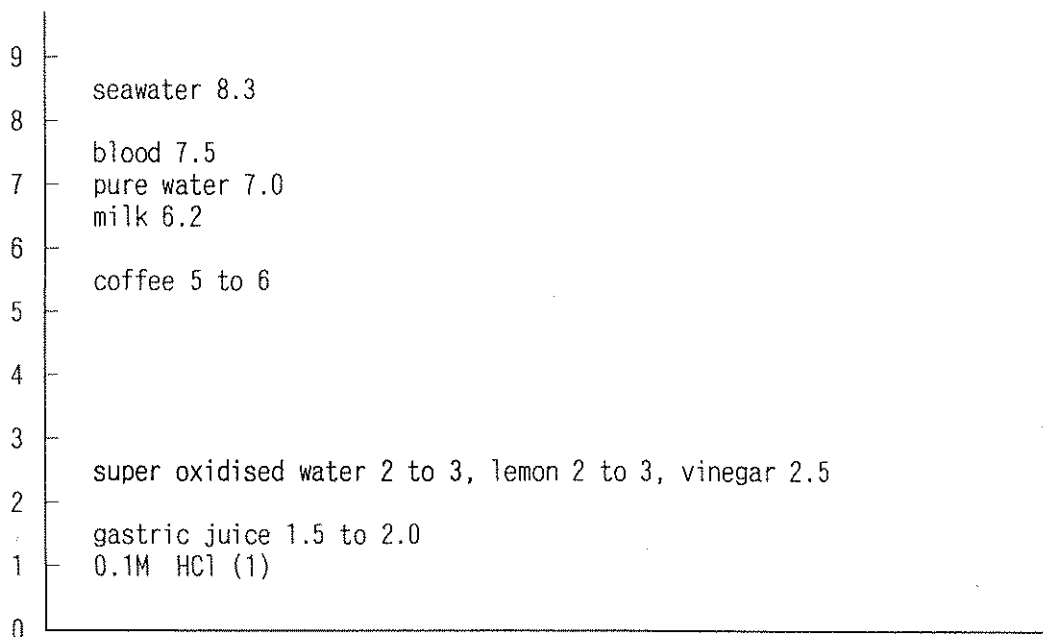 9
seawater 8.3
8
blood 7.5
7 pure water 7.0
milk 6.2
6
coffee 5 to 6
5
4
3
super oxidised water 2 to 3, lemon 2 to 3, vinegar 2.5
2
gastric juice 1.5 to 2.0
1 0.1M HCl (1)
0